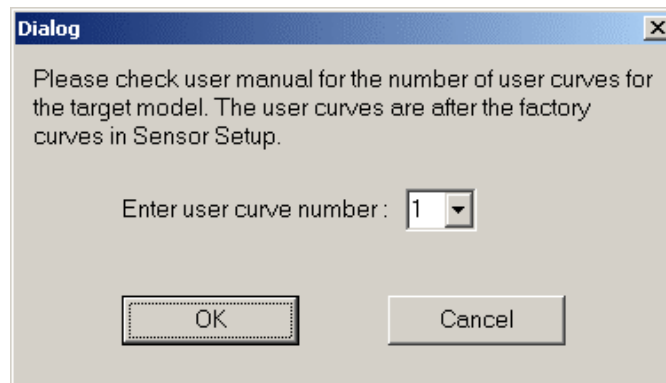 Dialog
Please check user manual for the number of user curves for
the target model. The user curves are after the factory
curves in Sensor Setup.
Enter user curve number : 1
OK Cancel